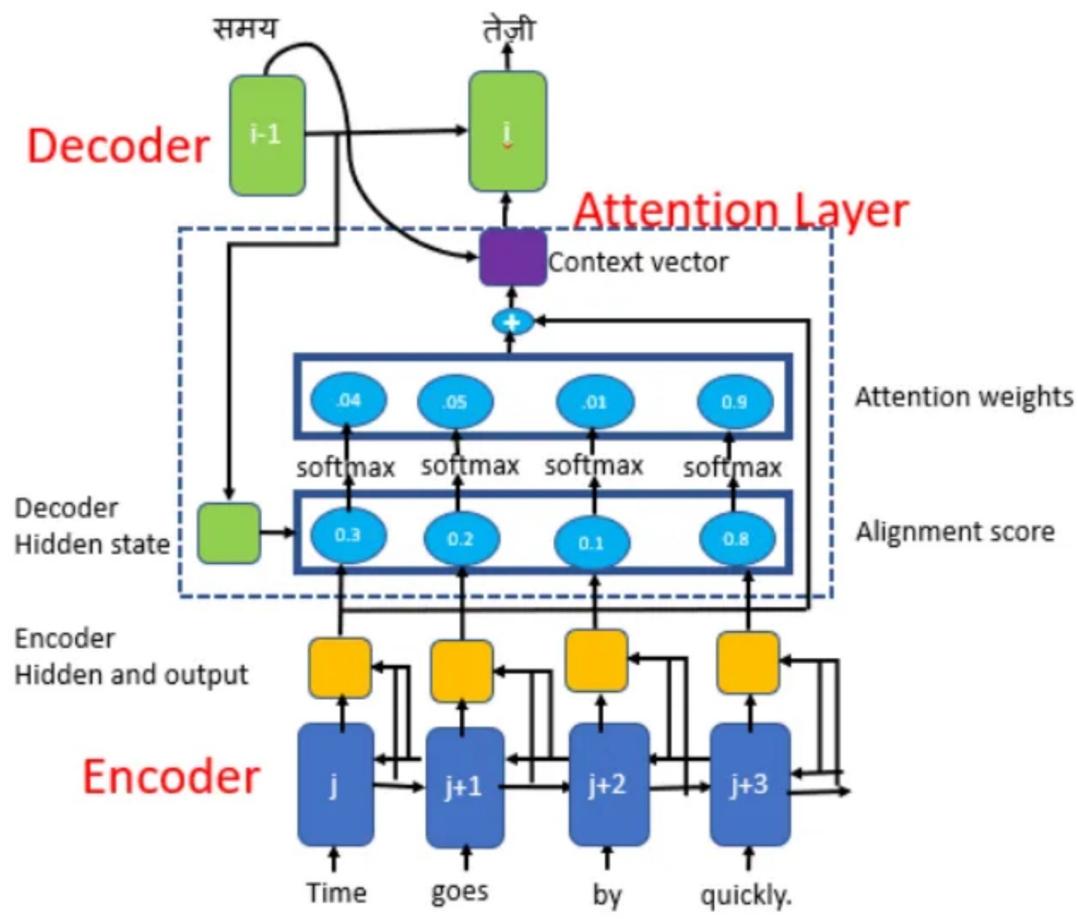 समय
तेज़ी
Decoder
i-1
i
Attention Layer
Context vector
+
.04
.05
.01
0.9
Attention weights
softmax
softmax
softmax
softmax
Decoder
Hidden state
0.3
0.2
0.1
0.8
Alignment score
Encoder
Hidden and output
Encoder
j
j+1
j+2
j+3
Time
goes
by
quickly.